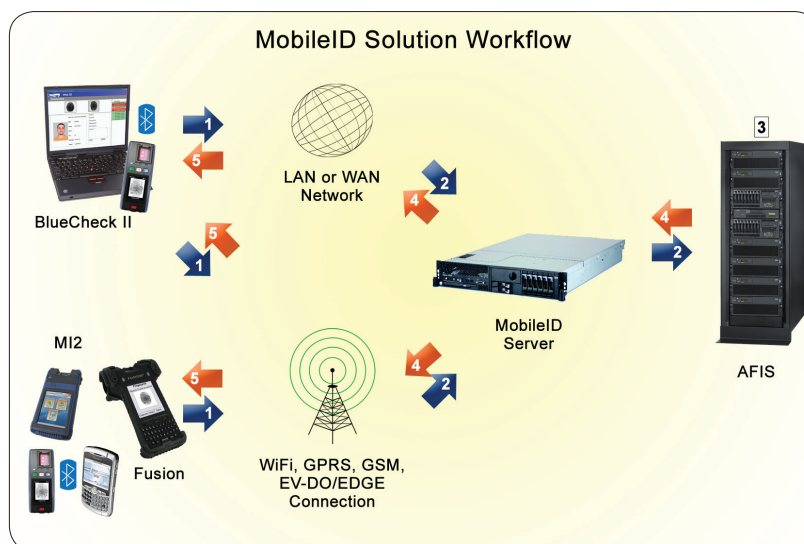 MobileID Solution Workflow
1
5
BlueCheck II
LAN or WAN
Network
5
1
2
4
3
4
2
AFIS
MobileID
Server
MI2
5
1
Fusion
4
2
WiFi, GPRS, GSM,
EV-DO/EDGE
Connection